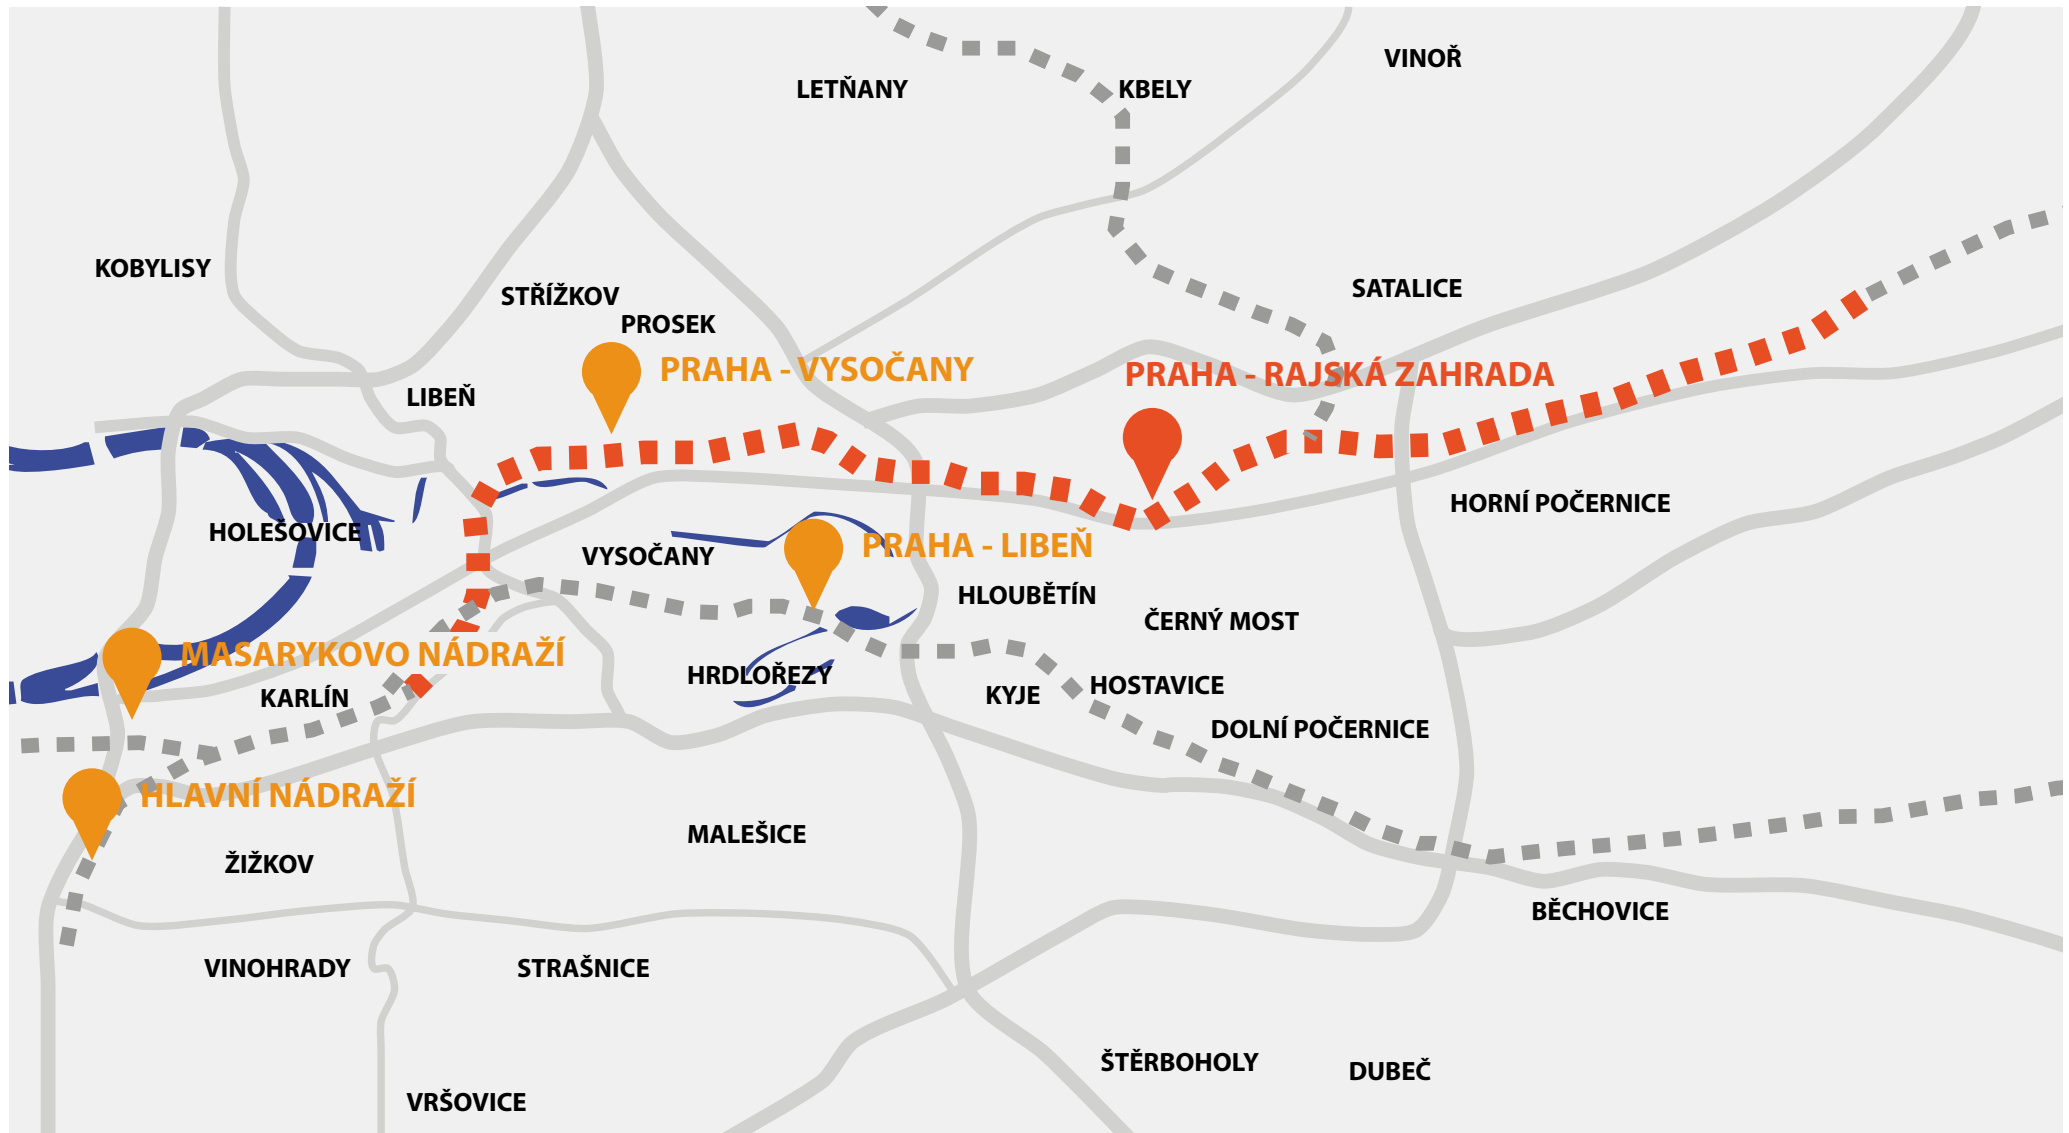 VINOŘ
LETŇANY
KBELY
KOBYLISY
SATALICE
STŘÍŽKOV
PROSEK
PRAHA - VYSOČANY
PRAHA - RAJSKÁ ZAHRADA
LIBEŇ
HORNÍ POČERNICE
HOLEŠOVICE
PRAHA - LIBEŇ
VYSOČANY
HLOUBĚTÍN
ČERNÝ MOST
MASARYKOVO NÁDRAŽÍ
HRDLOŘEZY
HOSTAVICE
KYJE
KARLÍN
DOLNÍ POČERNICE
HLAVNÍ NÁDRAŽÍ
MALEŠICE
ŽIŽKOV
BĚCHOVICE
VINOHRADY
STRAŠNICE
ŠTĚRBOHOLY
DUBEČ
VRŠOVICE